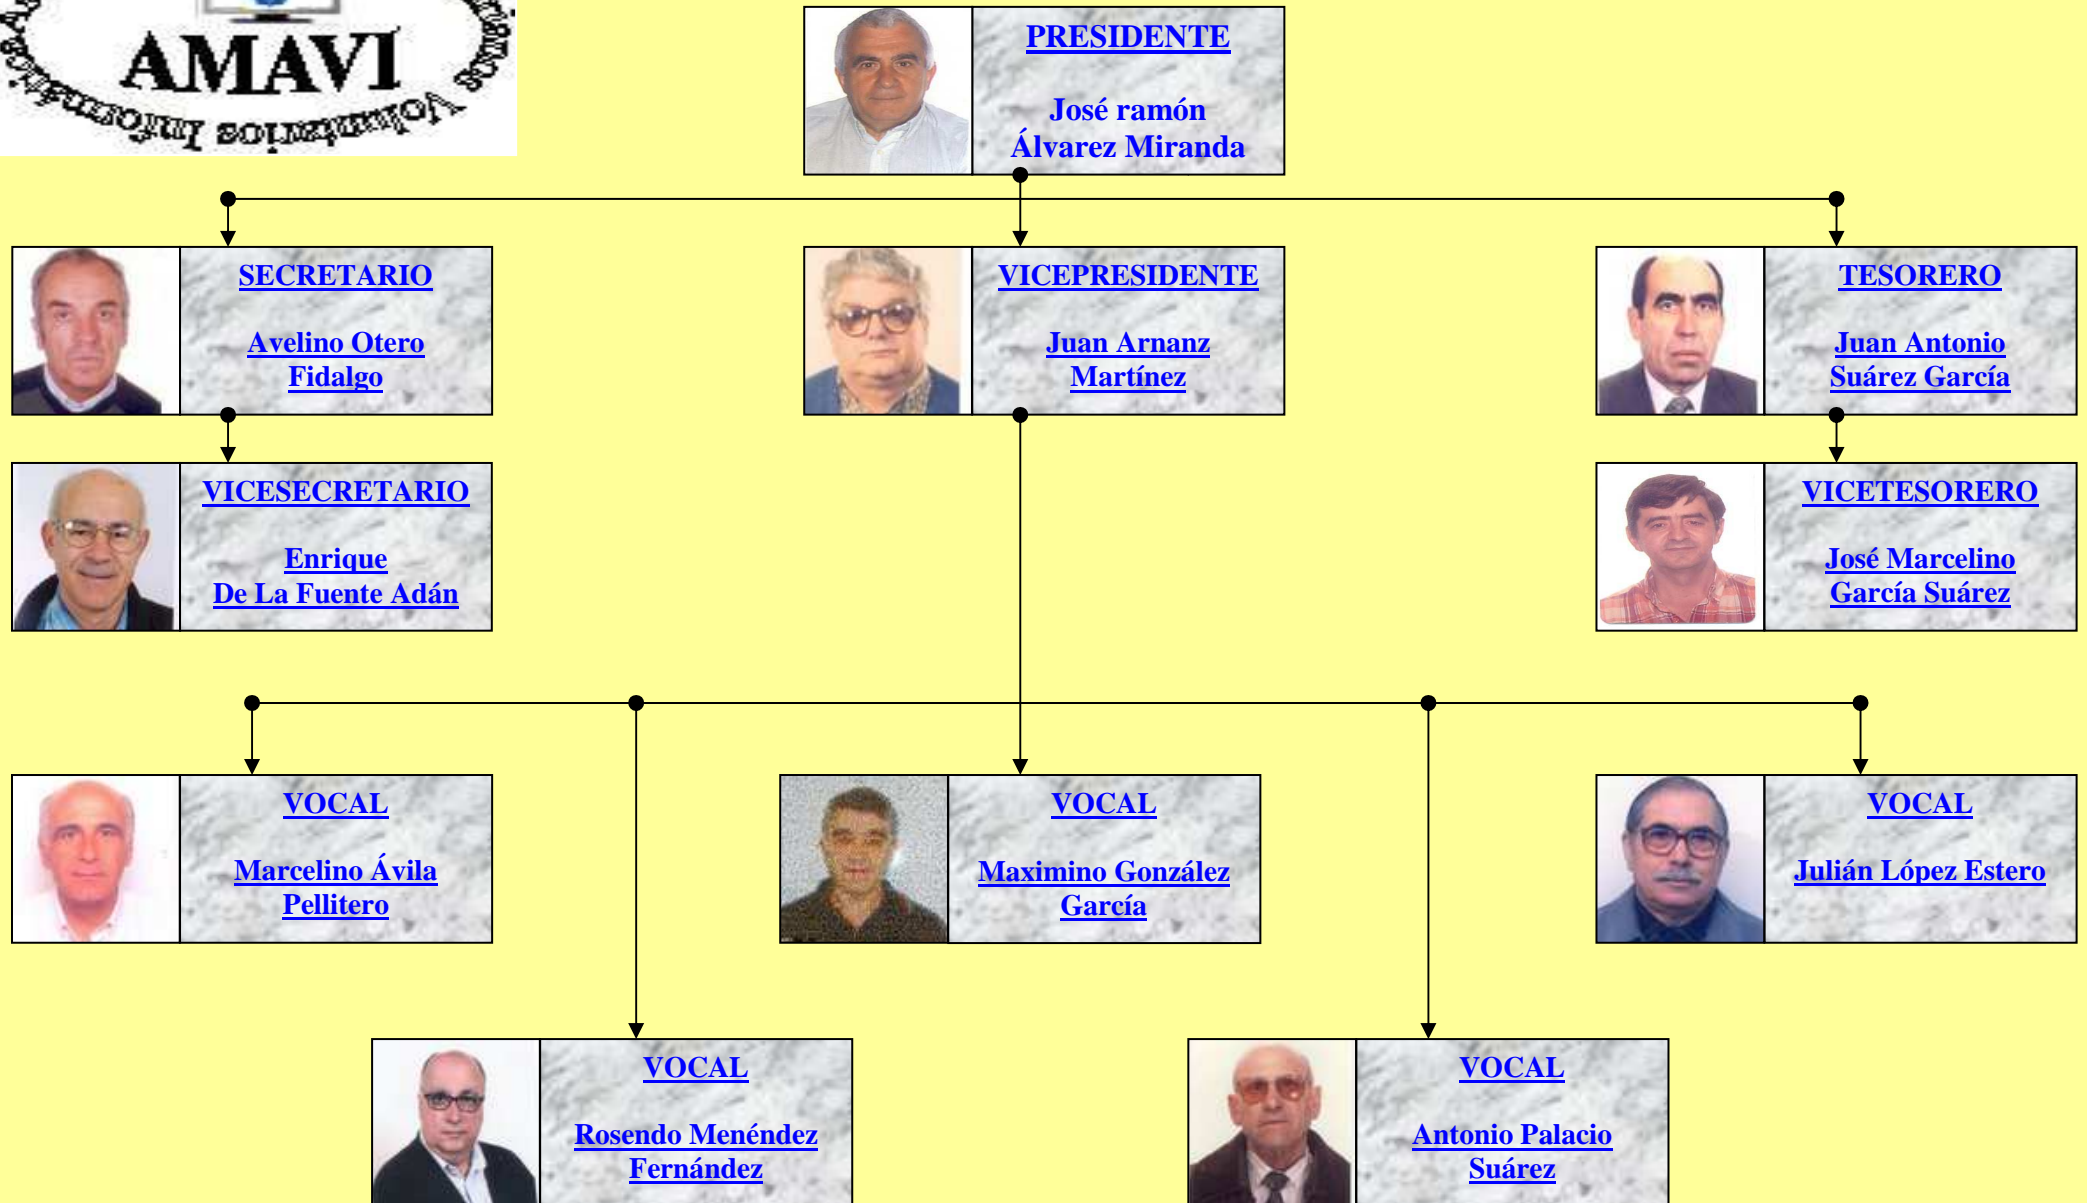 AMAVI
Voluntarios Informát
PRESIDENTE
José ramón
Álvarez Miranda
SECRETARIO
Avelino Otero
Fidalgo
VICEPRESIDENTE
Juan Arnanz
Martínez
TESORERO
Juan Antonio
Suárez García
VICESECRETARIO
Enrique
De La Fuente Adán
VICETESORERO
José Marcelino
García Suárez
VOCAL
Marcelino Ávila
Pellitero
VOCAL
Maximino González
García
VOCAL
Julián López Estero
VOCAL
Rosendo Menéndez
Fernández
VOCAL
Antonio Palacio
Suárez